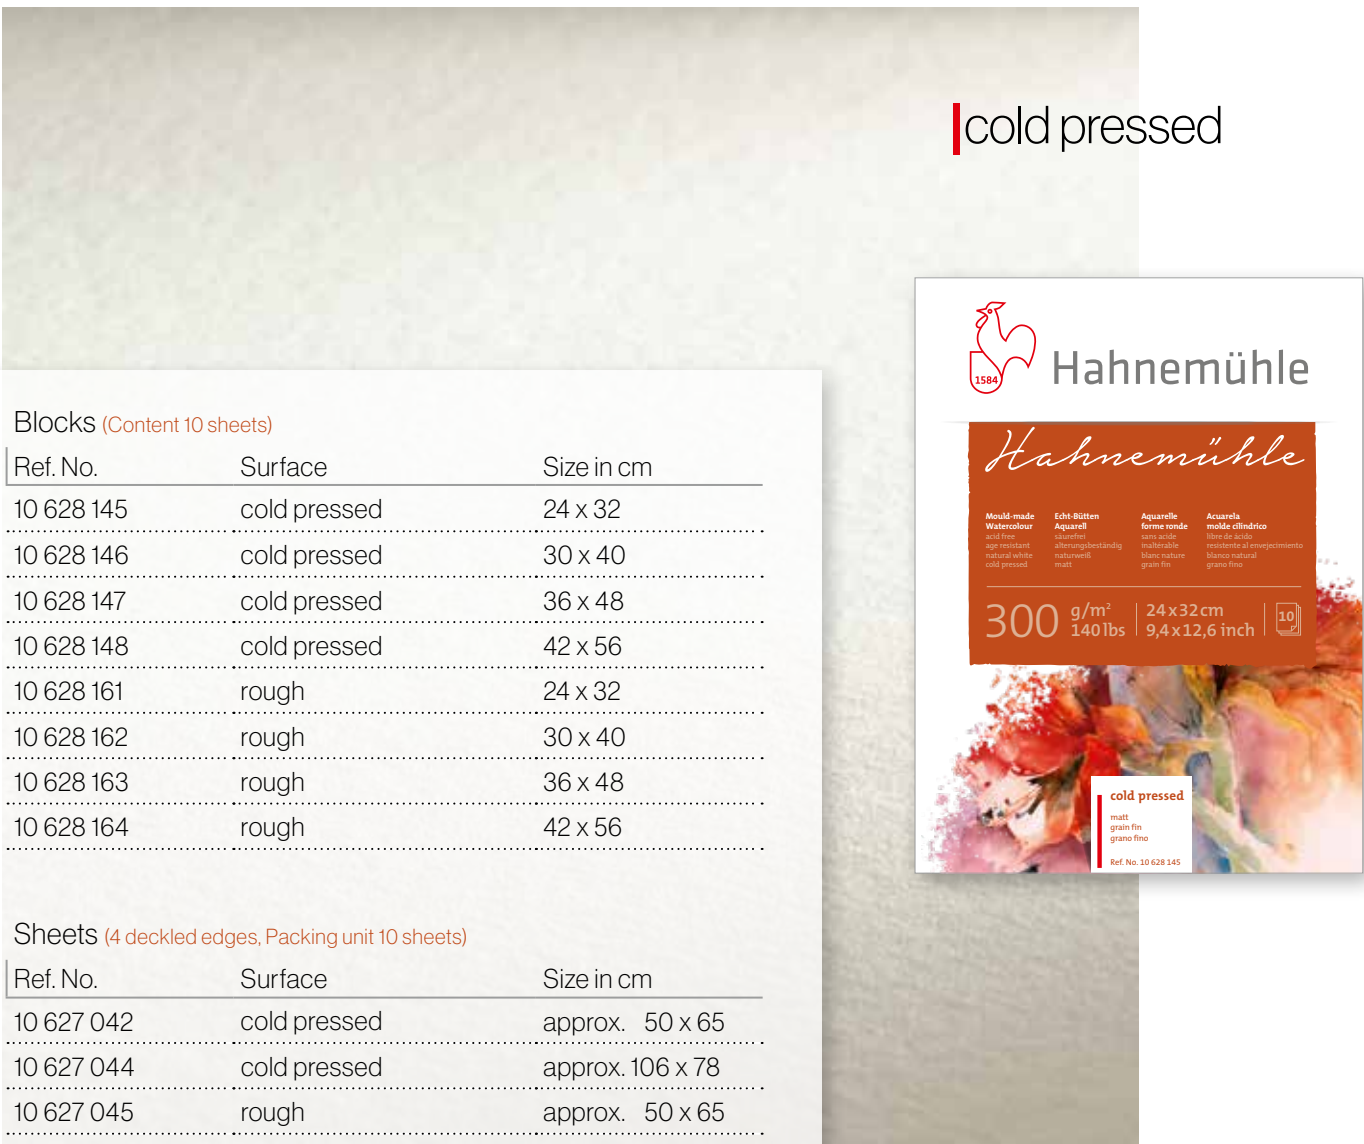 cold pressed
1584
Hahnemühle
Hahnemühle
Mould-made Watercolour
acid free
age resistant
natural white
cold pressed
Echt-Bütten Aquarell
säurefrei
alterungsbeständig
naturweiß
matt
Aquarelle forme ronde
sans acide
inaltérable
blanc nature
grain fin
Acuarela molde cilíndrico
libre de ácido
resistente al envejecimiento
blanco natural
grano fino
300 g/m² 140 lbs
24 x 32 cm
9,4 x 12,6 inch
10
cold pressed
matt
grain fin
grano fino
Ref. No. 10 628 145
Blocks (Content 10 sheets)
Ref. No. Surface Size in cm
10 628 145 cold pressed 24 x 32
10 628 146 cold pressed 30 x 40
10 628 147 cold pressed 36 x 48
10 628 148 cold pressed 42 x 56
10 628 161 rough 24 x 32
10 628 162 rough 30 x 40
10 628 163 rough 36 x 48
10 628 164 rough 42 x 56
Sheets (4 deckled edges, Packing unit 10 sheets)
Ref. No. Surface Size in cm
10 627 042 cold pressed approx. 50 x 65
10 627 044 cold pressed approx. 106 x 78
10 627 045 rough approx. 50 x 65